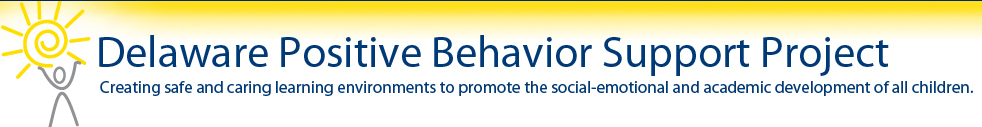 Delaware Positive Behavior Support Project
Creating safe and caring learning environments to promote the social-emotional and academic development of all children.